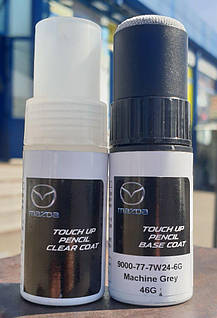 mazda
TOUCH UP
PENCIL
CLEAR COAT
mazda
TOUCH UP
PENCIL
BASE COAT
9000-77-7W24-6G
Machine Grey
46G